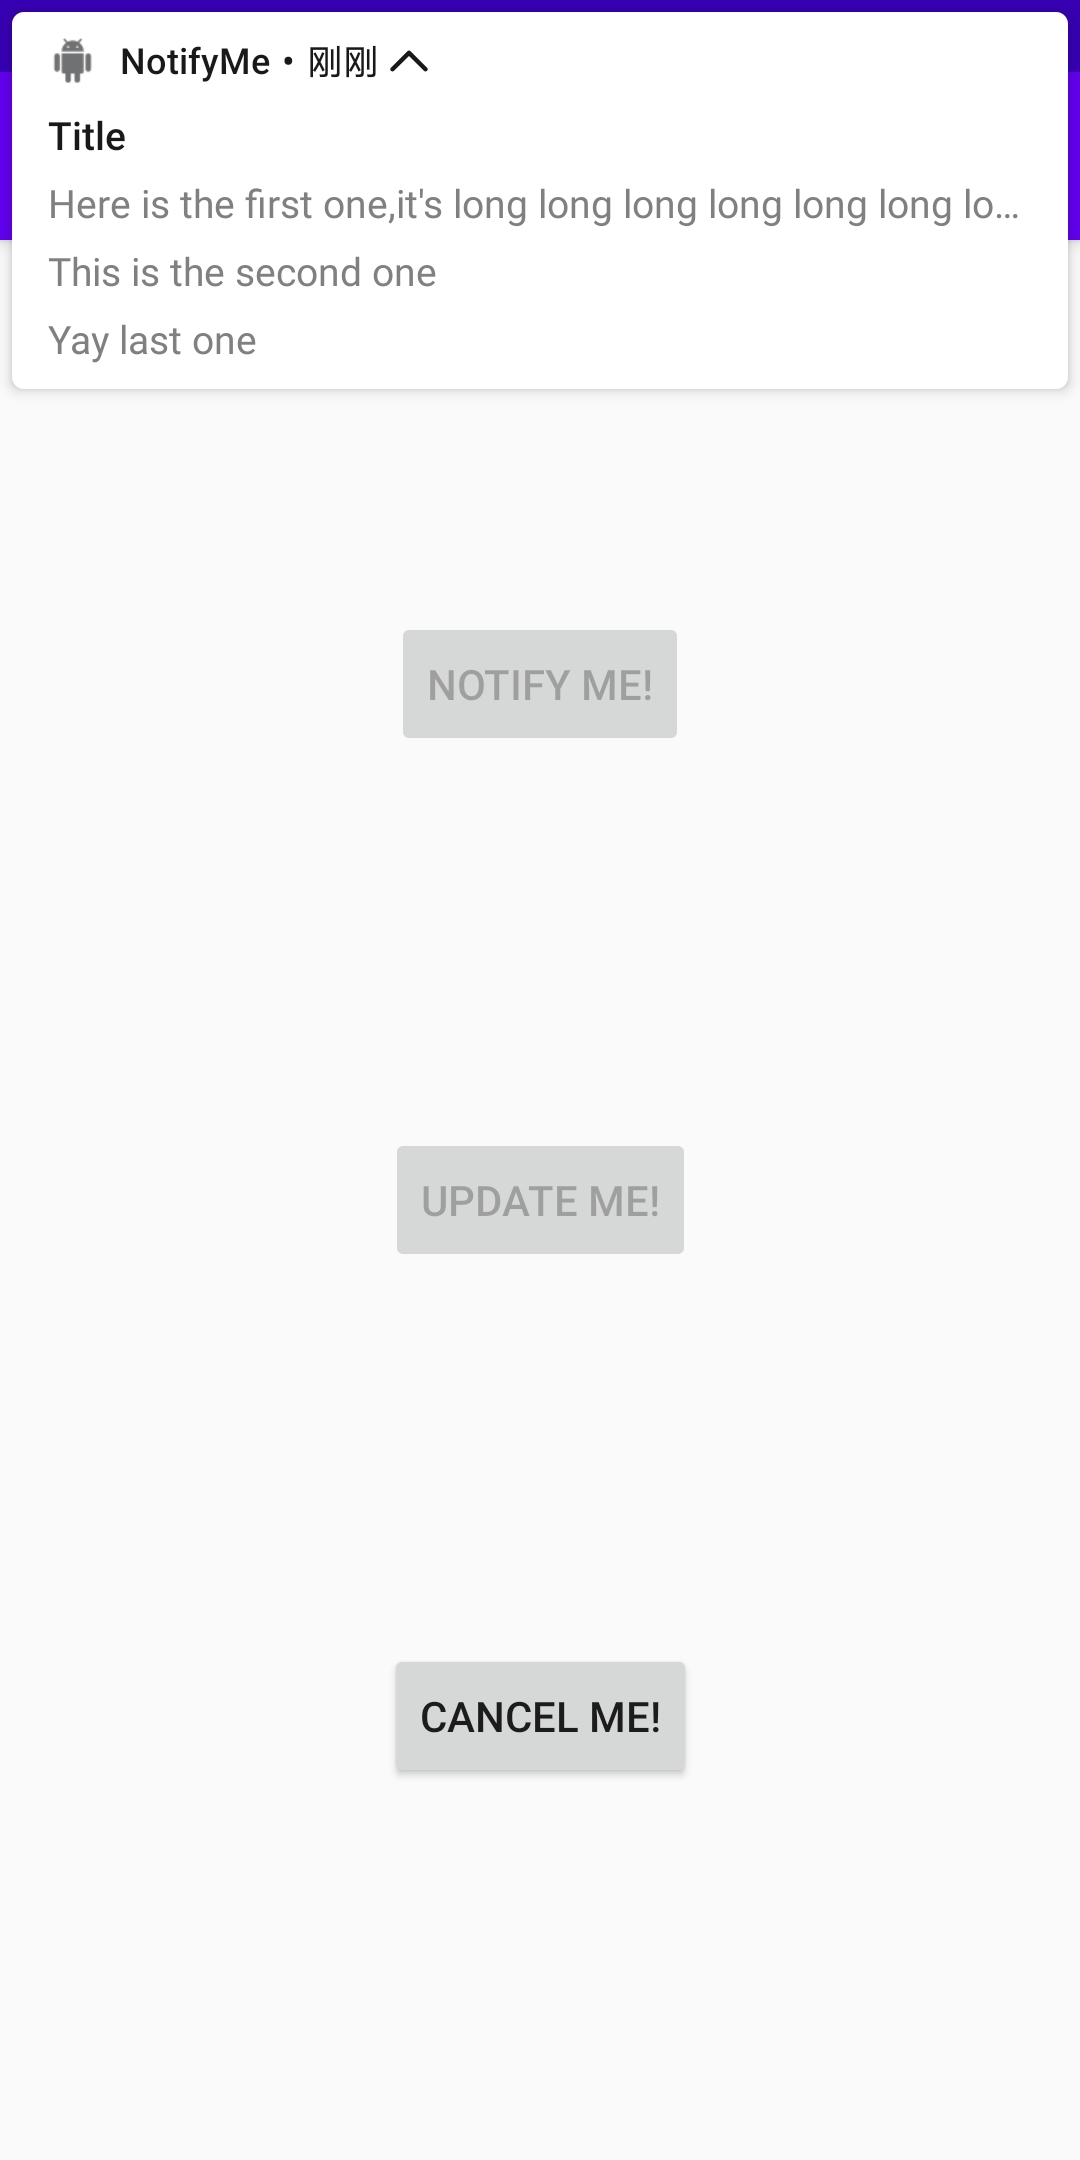 NotifyMe • 刚刚
Title
Here is the first one,it's long long long long long long lo...
This is the second one
Yay last one
NOTIFY ME!
UPDATE ME!
CANCEL ME!